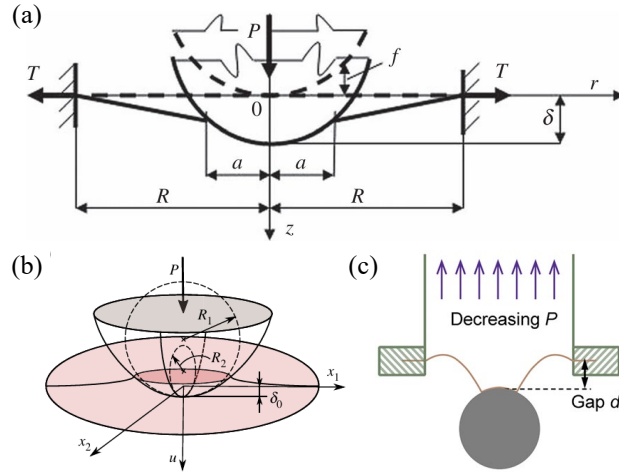 (a)
P
f
T
T
0
r
δ
a
a
R
R
z
(b)
P
R1
R2
x1
δ0
x2
u
(c)
Decreasing P
Gap d